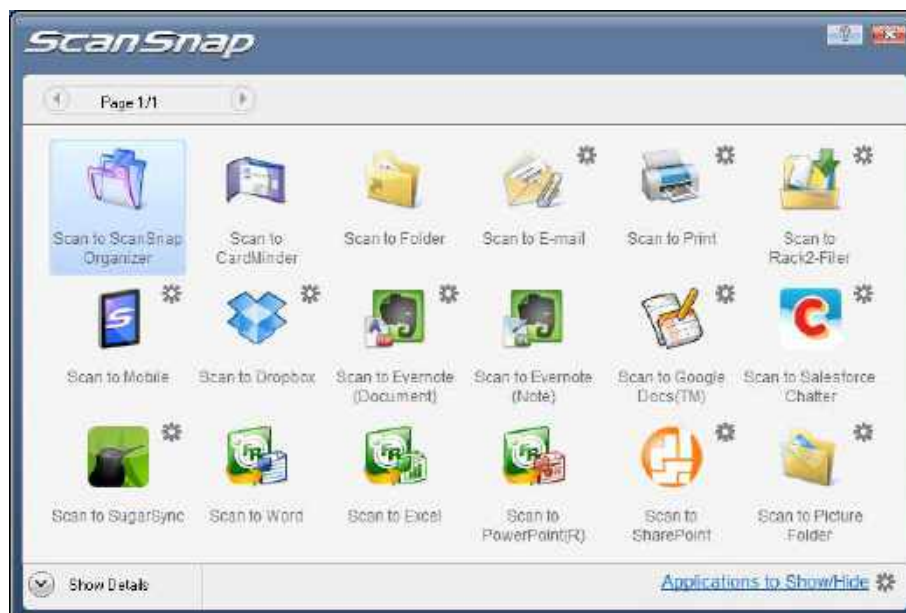 ScanSnap
Page 1/1
Scan to ScanSnap
Organizer
Scan to
CardMinder
Scan to Folder
Scan to E-mail
Scan to Print
Scan to
Rack2-Filer
Scan to Mobile
Scan to Dropbox
Scan to Evernote
(Document)
Scan to Evernote
(Note)
Scan to Google
Docs(TM)
Scan to Salesforce
Chatter
Scan to SugarSync
Scan to Word
Scan to Excel
Scan to
PowerPoint(R)
Scan to
SharePoint
Scan to Picture
Folder
Show Details
Applications to Show/Hide